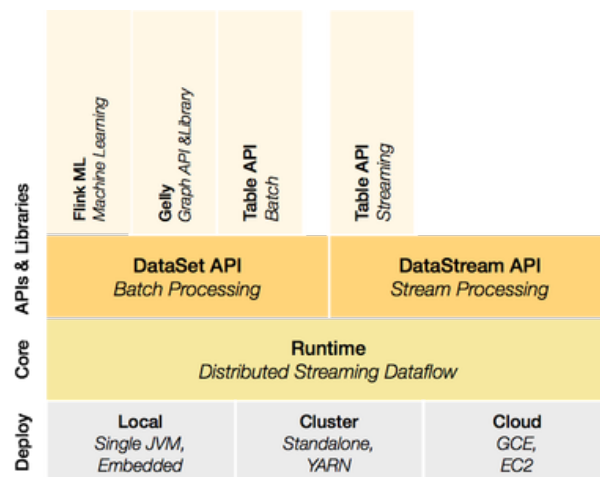 Flink ML
Machine Learning
Gelly
Graph API &Library
Table API
Batch
Table API
Streaming
APIs & Libraries
DataSet API
Batch Processing
DataStream API
Stream Processing
Core
Runtime
Distributed Streaming Dataflow
Deploy
Local
Single JVM,
Embedded
Cluster
Standalone,
YARN
Cloud
GCE,
EC2